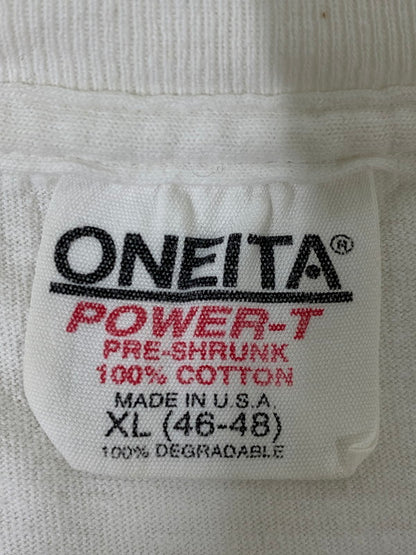 ONEITA®
POWER-T
PRE-SHRUNK
100% COTTON
MADE IN U.S.A.
XL (46-48)
100% DEGRADABLE